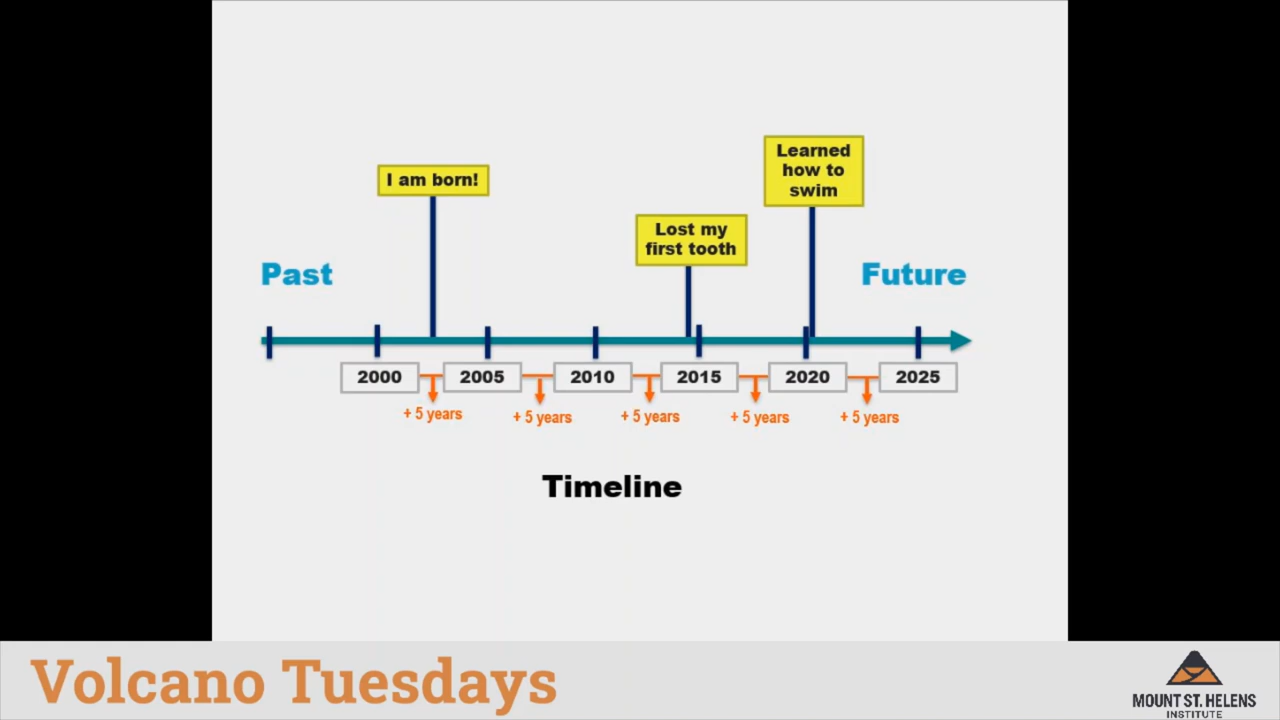 Learned
how to
swim
I am born!
Lost my
first tooth
Past
Future
2000
2005
2010
2015
2020
2025
+ 5 years
+ 5 years
+ 5 years
+ 5 years
+ 5 years
Timeline
Volcano Tuesdays
MOUNT ST. HELENS
INSTITUTE